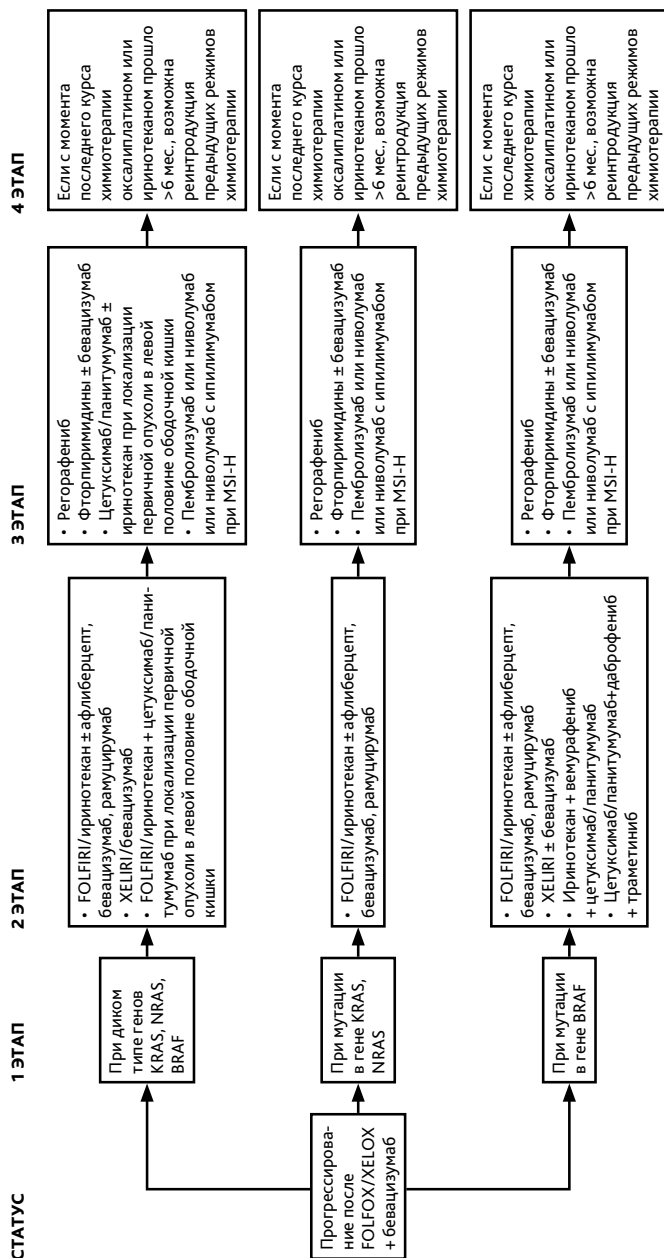 СТАТУС
1 ЭТАП
2 ЭТАП
3 ЭТАП
4 ЭТАП
Прогрессирова-
ние после
FOLFOX/XELOX
+ бевацизумаб
При диком
типе генов
KRAS, NRAS,
BRAF
• FOLFIRI/иринотекан ± афлиберцепт,
бевацизумаб, рамуцирумаб
• XELIRI/бевацизумаб
• FOLFIRI/иринотекан + цетуксимаб/пани-
тумумаб при локализации первичной
опухоли в левой половине ободочной
кишки
• Регорафениб
• Фторпиримидины ± бевацизумаб
• Цетуксимаб/панитумумаб ±
иринотекан при локализации
первичной опухоли в левой
половине ободочной кишки
• Пембролизумаб или ниволумаб
или ниволумаб с ипилимумабом
при MSI-H
Если с момента
последнего курса
химиотерапии
оксалиплатином или
иринотеканом прошло
>6 мес., возможна
реинтродукция
предыдущих режимов
химиотерапии
При мутации
в гене KRAS,
NRAS
• FOLFIRI/иринотекан ± афлиберцепт,
бевацизумаб, рамуцирумаб
• Регорафениб
• Фторпиримидины ± бевацизумаб
• Пембролизумаб или ниволумаб
или ниволумаб с ипилимумабом
при MSI-H
Если с момента
последнего курса
химиотерапии
оксалиплатином или
иринотеканом прошло
>6 мес., возможна
реинтродукция
предыдущих режимов
химиотерапии
При мутации
в гене BRAF
• FOLFIRI/иринотекан ± афлиберцепт,
бевацизумаб, рамуцирумаб
• XELIRI ± бевацизумаб
• Иринотекан + вемурафениб
+ цетуксимаб/панитумумаб
• Цетуксимаб/панитумумаб+даброфениб
+ траметиниб
• Регорафениб
• Фторпиримидины ± бевацизумаб
• Пембролизумаб или ниволумаб
или ниволумаб с ипилимумабом
при MSI-H
Если с момента
последнего курса
химиотерапии
оксалиплатином или
иринотеканом прошло
>6 мес., возможна
реинтродукция
предыдущих режимов
химиотерапии